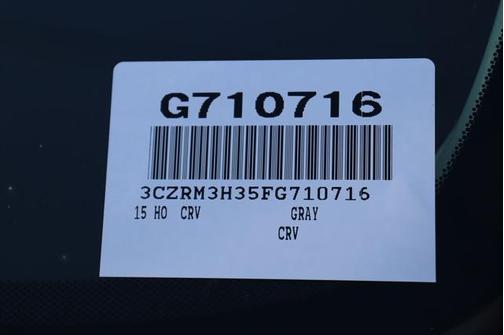 G710716
3CZRM3H35FG710716
15 HO CRV GRAY
CRV